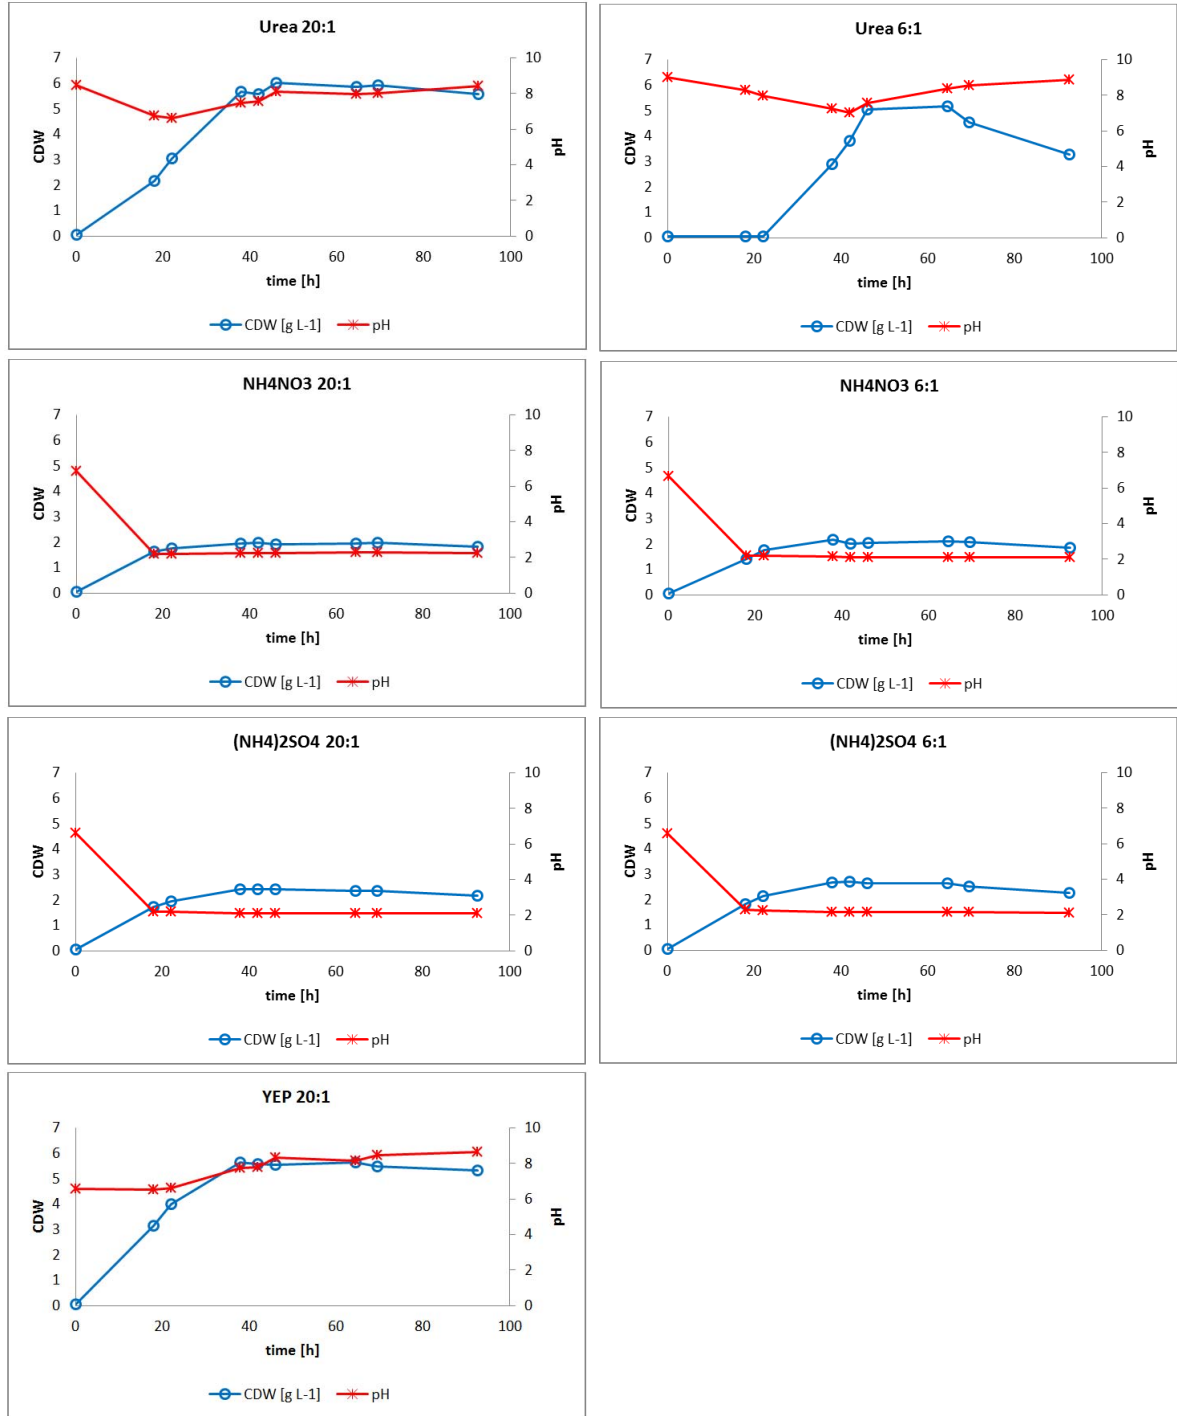 Urea 20:1
7
6
5
4
3
2
1
0
CDW
10
8
6
4
2
0
pH
0 20 40 60 80 100
time [h]
CDW [g L-1] pH
Urea 6:1
7
6
5
4
3
2
1
0
CDW
10
8
6
4
2
0
pH
0 20 40 60 80 100
time [h]
CDW [g L-1] pH
NH4NO3 20:1
7
6
5
4
3
2
1
0
CDW
10
8
6
4
2
0
pH
0 20 40 60 80 100
time [h]
CDW [g L-1] pH
NH4NO3 6:1
7
6
5
4
3
2
1
0
CDW
10
8
6
4
2
0
pH
0 20 40 60 80 100
time [h]
CDW [g L-1] pH
(NH4)2SO4 20:1
7
6
5
4
3
2
1
0
CDW
10
8
6
4
2
0
pH
0 20 40 60 80 100
time [h]
CDW [g L-1] pH
(NH4)2SO4 6:1
7
6
5
4
3
2
1
0
CDW
10
8
6
4
2
0
pH
0 20 40 60 80 100
time [h]
CDW [g L-1] pH
YEP 20:1
7
6
5
4
3
2
1
0
CDW
10
8
6
4
2
0
pH
0 20 40 60 80 100
time [h]
CDW [g L-1] pH